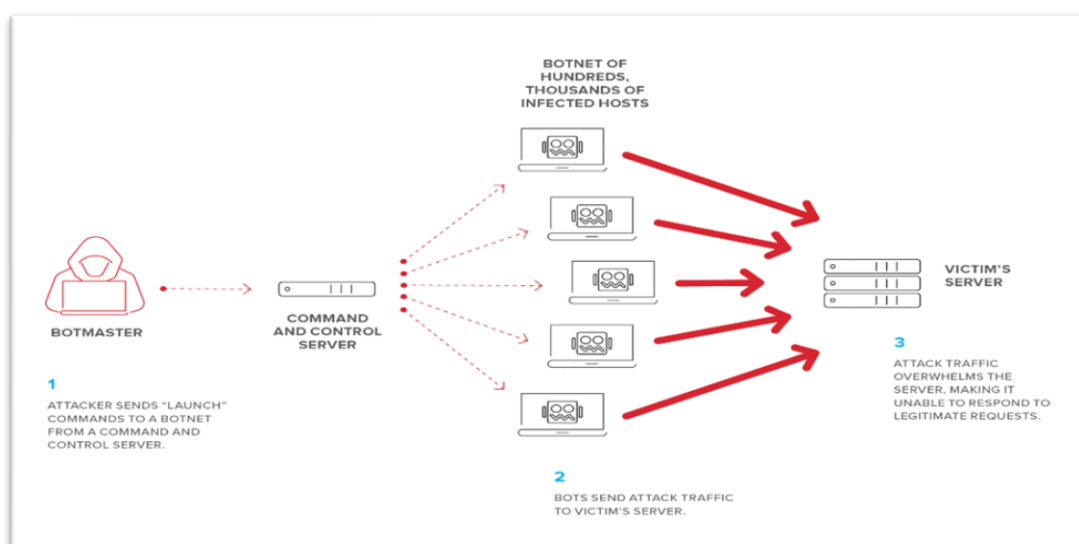 BOTNET OF
HUNDREDS,
THOUSANDS OF
INFECTED HOSTS
BOTMASTER
COMMAND
AND CONTROL
SERVER
VICTIM'S
SERVER
1
ATTACKER SENDS “LAUNCH”
COMMANDS TO A BOTNET
FROM A COMMAND AND
CONTROL SERVER.
2
BOTS SEND ATTACK TRAFFIC
TO VICTIM'S SERVER.
3
ATTACK TRAFFIC
OVERWHELMS THE
SERVER, MAKING IT
UNABLE TO RESPOND TO
LEGITIMATE REQUESTS.